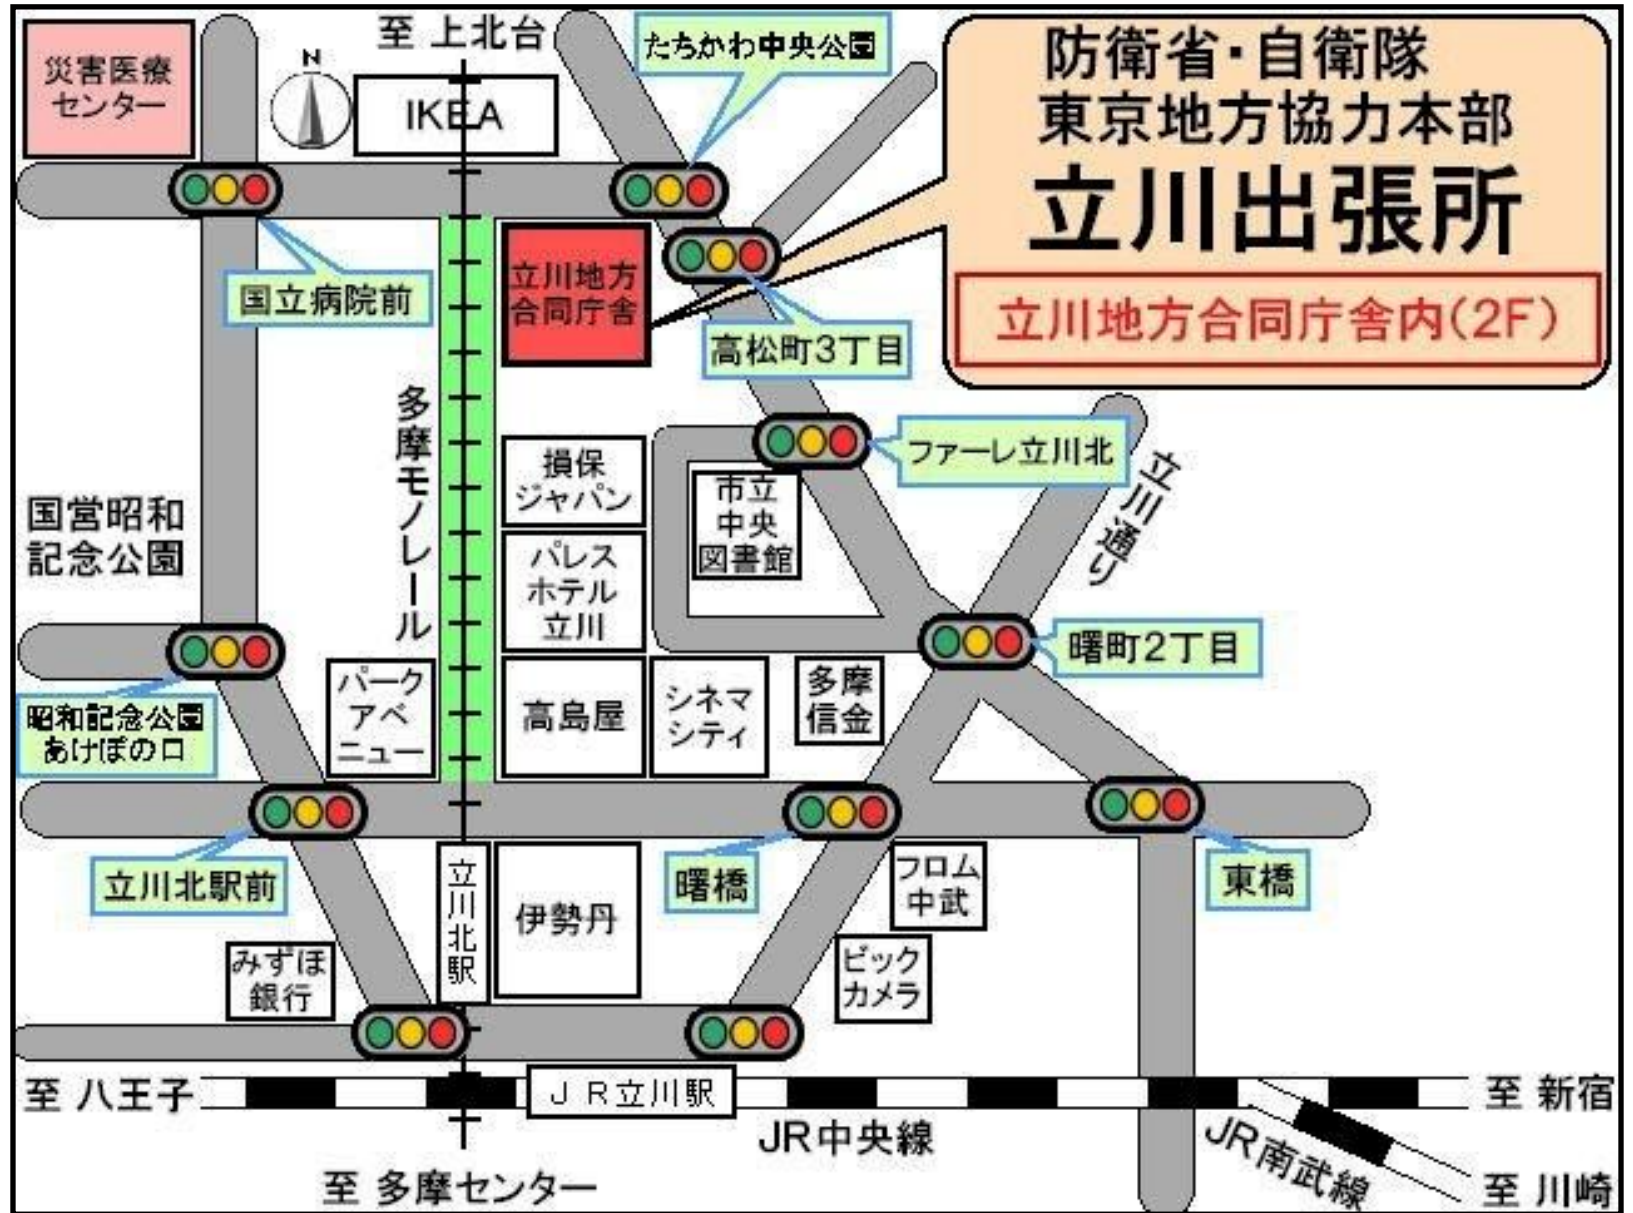 至 上北台
たちかわ中央公園
防衛省・自衛隊
東京地方協力本部
立川出張所
立川地方合同庁舎内(2F)
災害医療
センター
N
IKEA
国立病院前
立川地方
合同庁舎
高松町3丁目
多摩モノレール
ファーレ立川北
立川通り
損保
ジャパン
市立
中央
図書館
国営昭和
記念公園
パレス
ホテル
立川
曙町2丁目
パーク
アベ
ニュー
高島屋
シネマ
シティ
多摩
信金
昭和記念公園
あけぼの口
立川北駅前
立川北駅
伊勢丹
曙橋
フロム
中武
東橋
みずほ
銀行
ビック
カメラ
至 八王子
JR立川駅
至 新宿
JR中央線
JR南武線
至 多摩センター
至 川崎